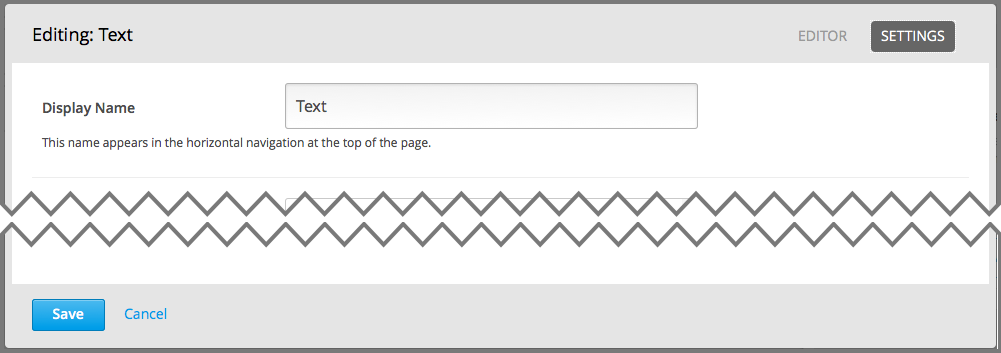 Editing: Text
EDITOR
SETTINGS
Display Name
Text
This name appears in the horizontal navigation at the top of the page.
Save
Cancel